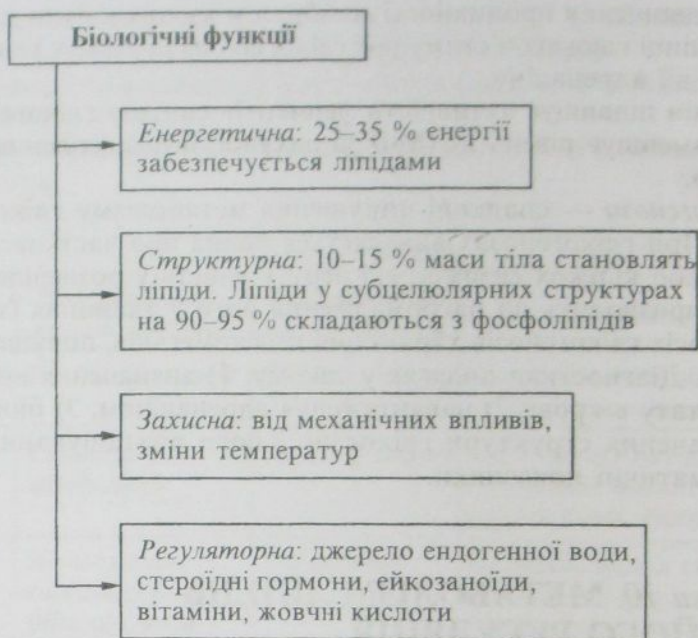 Біологічні функції
Енергетична: 25–35 % енергії
забезпечується ліпідами
Структурна: 10–15 % маси тіла становлять
ліпіди. Ліпіди у субцелюлярних структурах
на 90–95 % складаються з фосфоліпідів
Захисна: від механічних впливів,
зміни температур
Регуляторна: джерело ендогенної води,
стероїдні гормони, ейкозаноїди,
вітаміни, жовчні кислоти